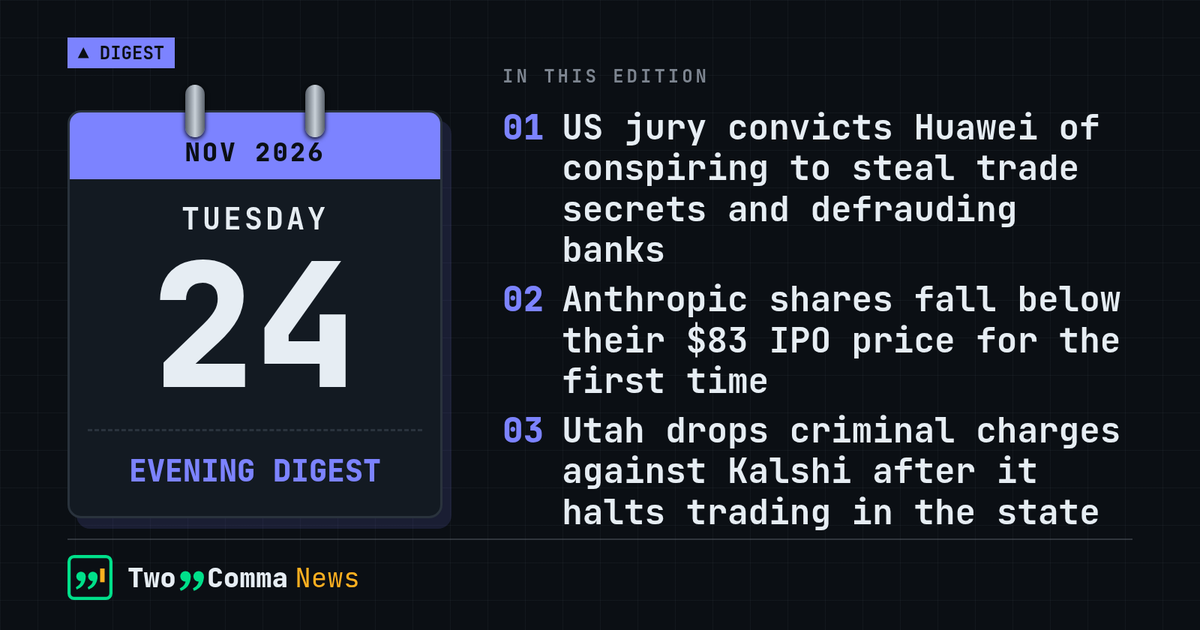 ▲ DIGEST
NOV 2026
TUESDAY
24
EVENING DIGEST
IN THIS EDITION
01 US jury convicts Huawei of
conspiring to steal trade
secrets and defrauding
banks
02 Anthropic shares fall below
their $83 IPO price for the
first time
03 Utah drops criminal charges
against Kalshi after it
halts trading in the state
Two,,Comma News